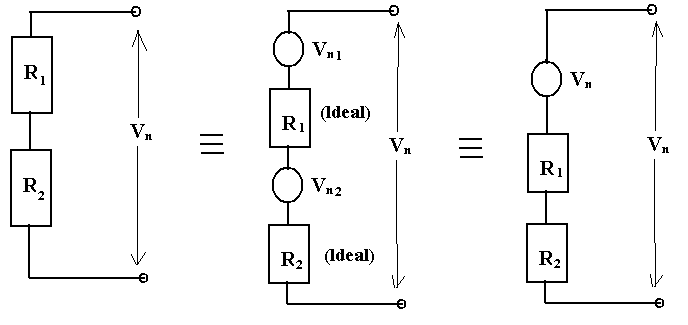 R1
R2
Vn
≡
Vn1
R1 (Ideal)
Vn2
R2 (Ideal)
Vn
≡
Vn
R1
R2
Vn